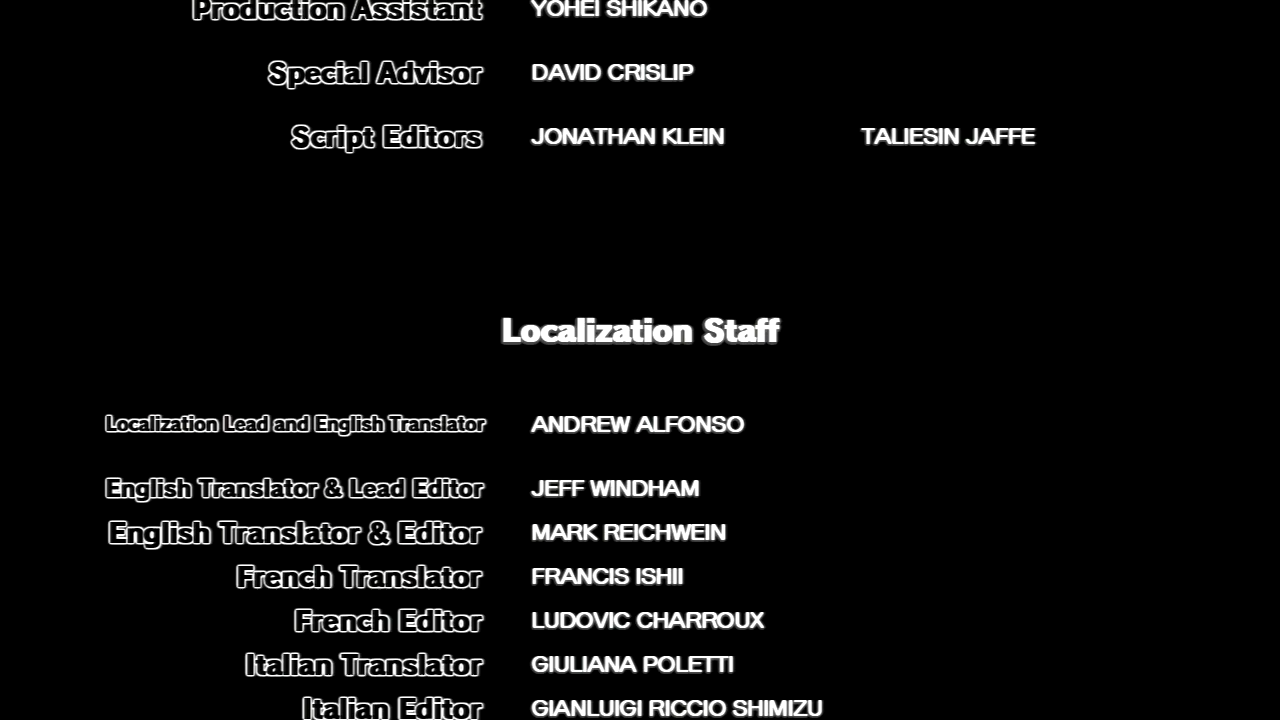 Production Assistant YOHEI SHIKANO
Special Advisor DAVID CRISLIP
Script Editors JONATHAN KLEIN TALIESIN JAFFE
Localization Staff
Localization Lead and English Translator ANDREW ALFONSO
English Translator & Lead Editor JEFF WINDHAM
English Translator & Editor MARK REICHWEIN
French Translator FRANCIS ISHII
French Editor LUDOVIC CHARROUX
Italian Translator GIULIANA POLETTI
Italian Editor GIANLUIGI RICCIO SHIMIZU